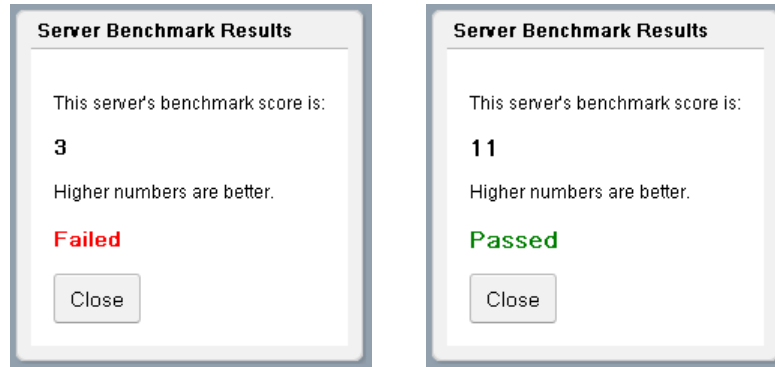 Server Benchmark Results
This server's benchmark score is:
3
Higher numbers are better.
Failed
Close
Server Benchmark Results
This server's benchmark score is:
11
Higher numbers are better.
Passed
Close